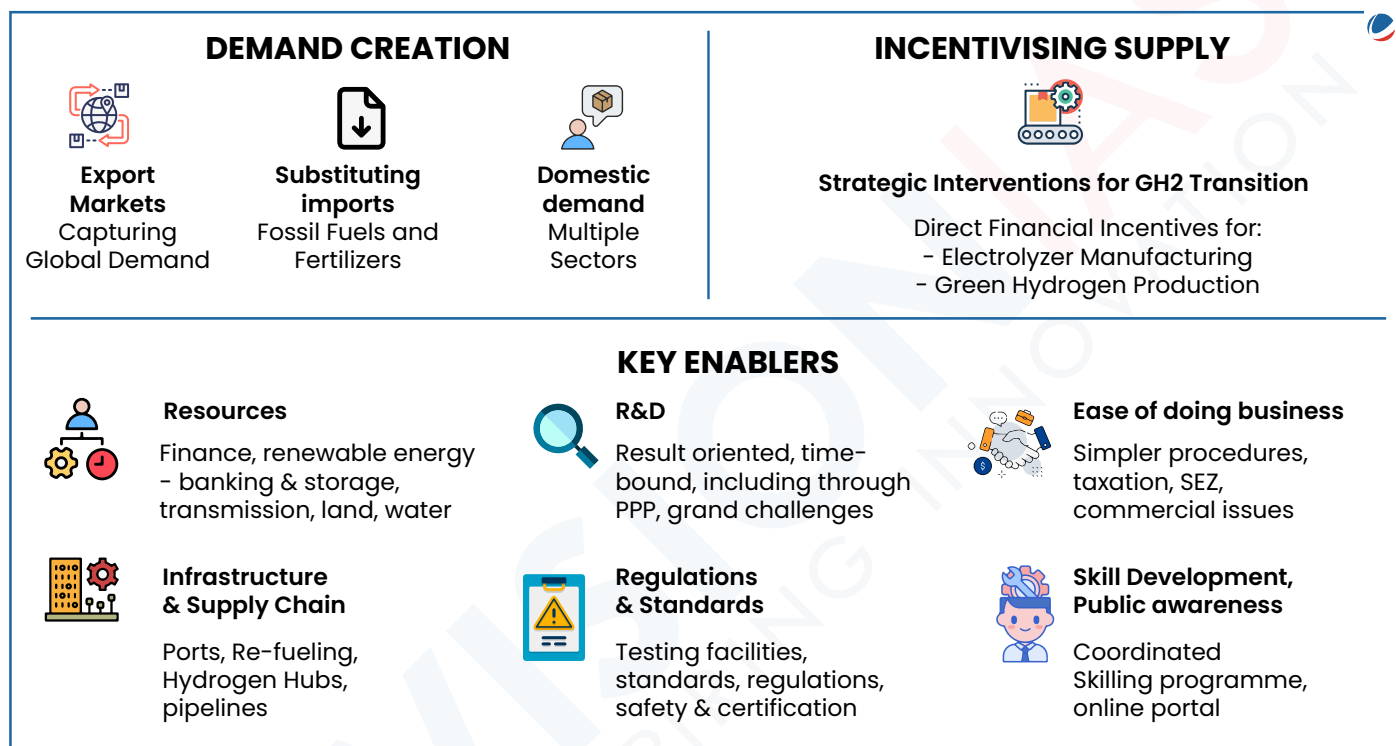 DEMAND CREATION
Export
Markets
Capturing
Global Demand
Substituting
imports
Fossil Fuels and
Fertilizers
Domestic
demand
Multiple
Sectors
INCENTIVISING SUPPLY
Strategic Interventions for GH2 Transition
Direct Financial Incentives for:
- Electrolyzer Manufacturing
- Green Hydrogen Production
KEY ENABLERS
Resources
Finance, renewable energy
- banking & storage,
transmission, land, water
R&D
Result oriented, time-
bound, including through
PPP, grand challenges
Ease of doing business
Simpler procedures,
taxation, SEZ,
commercial issues
Infrastructure
& Supply Chain
Ports, Re-fueling,
Hydrogen Hubs,
pipelines
Regulations
& Standards
Testing facilities,
standards, regulations,
safety & certification
Skill Development,
Public awareness
Coordinated
Skilling programme,
online portal
VISION IAS
INNOVATION